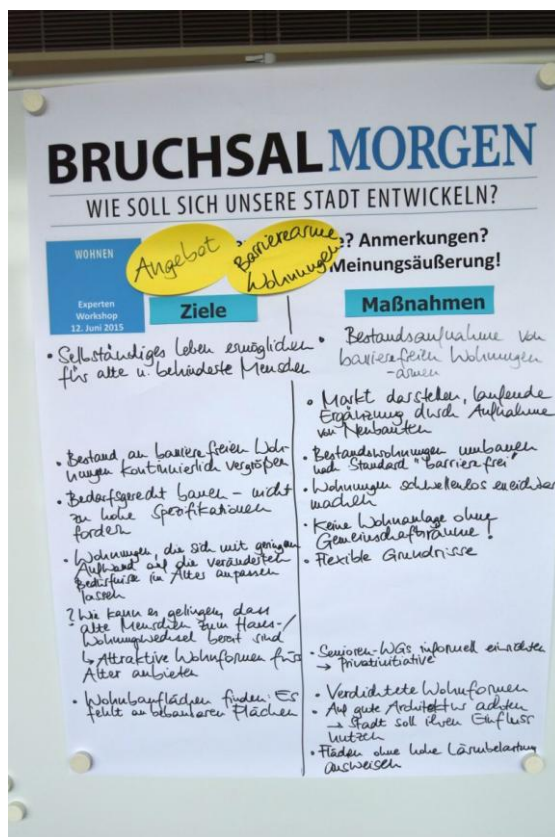 BRUCHSAL MORGEN
WIE SOLL SICH UNSERE STADT ENTWICKELN?
WOHNEN
Experten
Workshop
12. Juni 2015
Angebot
Barrierearme
Wohnungen
? Anmerkungen?
Meinungsäußerung!
Ziele
• Selbständiges Leben ermöglichen
für alte u. behinderte Menschen
• Bestand an barrierefreien Woh-
nungen kontinuierlich vergrößern
• Bedarfsgerecht bauen – nicht
zu hohe Spezifikationen
fordern
• Wohnungen, die sich mit geringem
Aufwand auf die veränderten
Bedürfnisse im Alter anpassen
lassen
? Wie kann es gelingen, dass
alte Menschen zum Haus-/
Wohnungswechsel bereit sind
↳ Attraktive Wohnformen fürs
Alter anbieten
• Wohnbauflächen finden: Es
fehlt an bebaubaren Flächen
Maßnahmen
• Bestandsaufnahme von
barrierefreien Wohnungen
-armen
• Markt darstellen, laufende
Ergänzung durch Aufnahme
von Neubauten
• Bestandswohnungen umbauen
nach Standard "barrierefrei"
• Wohnungen schwellenlos erreichbar
machen
• Keine Wohnanlage ohne
Gemeinschaftsräume!
• Flexible Grundrisse
• Senioren-WGs informell einrichten
→ Privatinitiative
• Verdichtete Wohnformen
• Auf gute Architektur achten
→ Stadt soll ihren Einfluss
nutzen
• Flächen ohne hohe Lärmbelastung
ausweisen